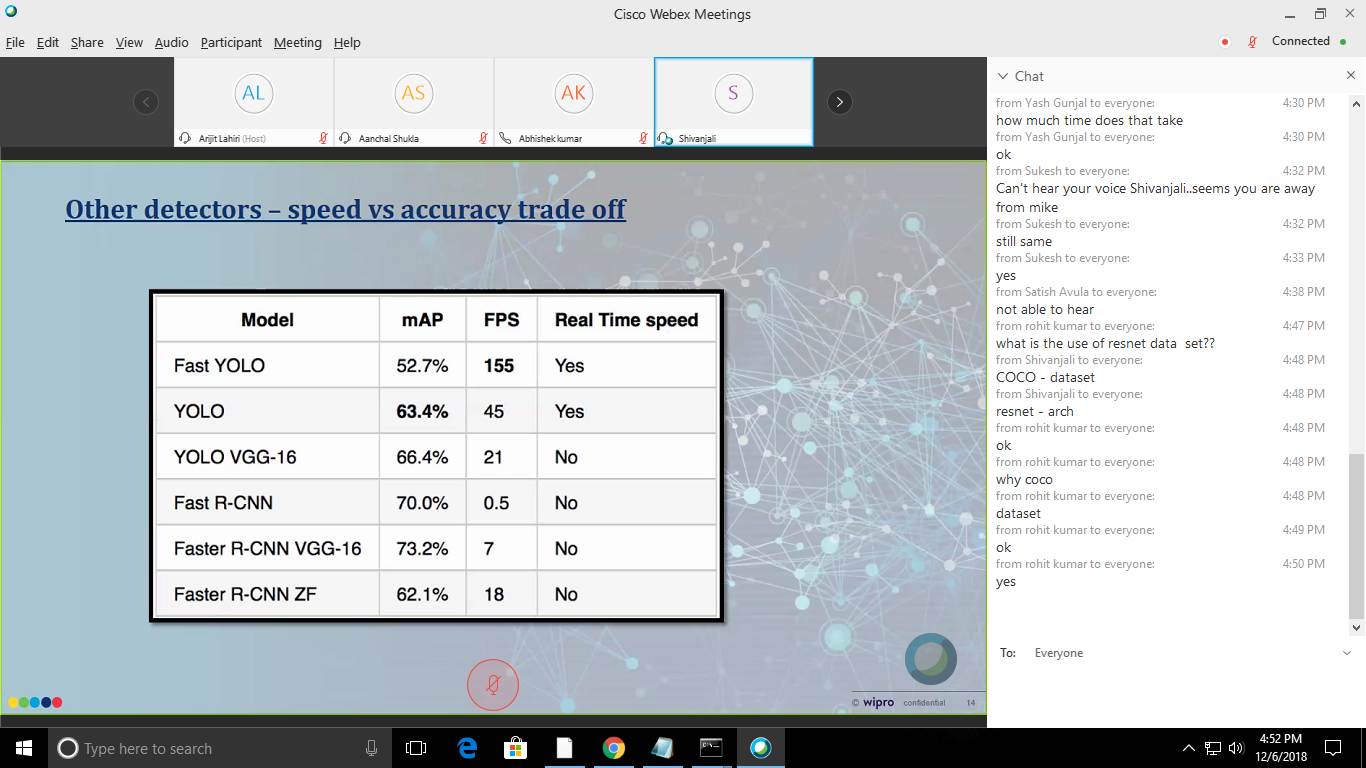 Cisco Webex Meetings
File Edit Share View Audio Participant Meeting Help
Connected
AL
Arijit Lahiri (Host)
AS
Aanchal Shukla
AK
Abhishek kumar
S
Shivanjali
Other detectors – speed vs accuracy trade off
Model mAP FPS Real Time speed
Fast YOLO 52.7% 155 Yes
YOLO 63.4% 45 Yes
YOLO VGG-16 66.4% 21 No
Fast R-CNN 70.0% 0.5 No
Faster R-CNN VGG-16 73.2% 7 No
Faster R-CNN ZF 62.1% 18 No
© wipro confidential 14
Chat
from Yash Gunjal to everyone: 4:30 PM
how much time does that take
from Yash Gunjal to everyone: 4:30 PM
ok
from Sukesh to everyone: 4:32 PM
Can't hear your voice Shivanjali..seems you are away
from mike
from Sukesh to everyone: 4:32 PM
still same
from Sukesh to everyone: 4:33 PM
yes
from Satish Avula to everyone: 4:38 PM
not able to hear
from rohit kumar to everyone: 4:47 PM
what is the use of resnet data set??
from Shivanjali to everyone: 4:48 PM
COCO - dataset
from Shivanjali to everyone: 4:48 PM
resnet - arch
from rohit kumar to everyone: 4:48 PM
ok
from rohit kumar to everyone: 4:48 PM
why coco
from rohit kumar to everyone: 4:48 PM
dataset
from rohit kumar to everyone: 4:49 PM
ok
from rohit kumar to everyone: 4:50 PM
yes
To: Everyone
Type here to search
4:52 PM
12/6/2018